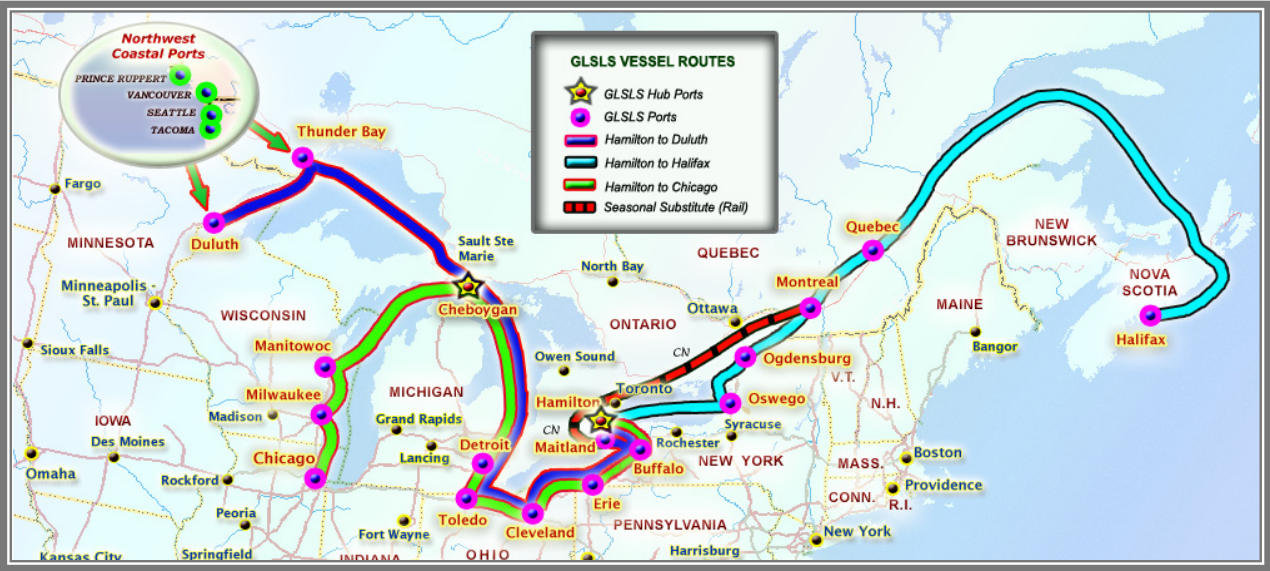 Northwest
Coastal Ports
PRINCE RUPPERT
VANCOUVER
SEATTLE
TACOMA
GLSLS VESSEL ROUTES
GLSLS Hub Ports
GLSLS Ports
Hamilton to Duluth
Hamilton to Halifax
Hamilton to Chicago
Seasonal Substitute (Rail)
Thunder Bay
Fargo
Duluth
MINNESOTA
Minneapolis
St. Paul
Sault Ste
Marie
Cheboygan
North Bay
QUEBEC
Quebec
NEW
BRUNSWICK
NOVA
SCOTIA
Halifax
Montreal
MAINE
Bangor
Ottawa
ONTARIO
WISCONSIN
Sioux Falls
Manitowoc
Owen Sound
CN
Ogdensburg
V.T.
N.H.
Milwaukee
MICHIGAN
Toronto
Hamilton
Oswego
Madison
IOWA
Grand Rapids
CN
Syracuse
Des Moines
Lancing
Detroit
Maitland
Rochester
Buffalo
NEW YORK
MASS.
Boston
Omaha
Chicago
Rockford
CONN.
R.I.
Providence
Toledo
Cleveland
Erie
Peoria
Fort Wayne
PENNSYLVANIA
New York
Kansas City
Springfield
INDIANA
OHIO
Harrisburg